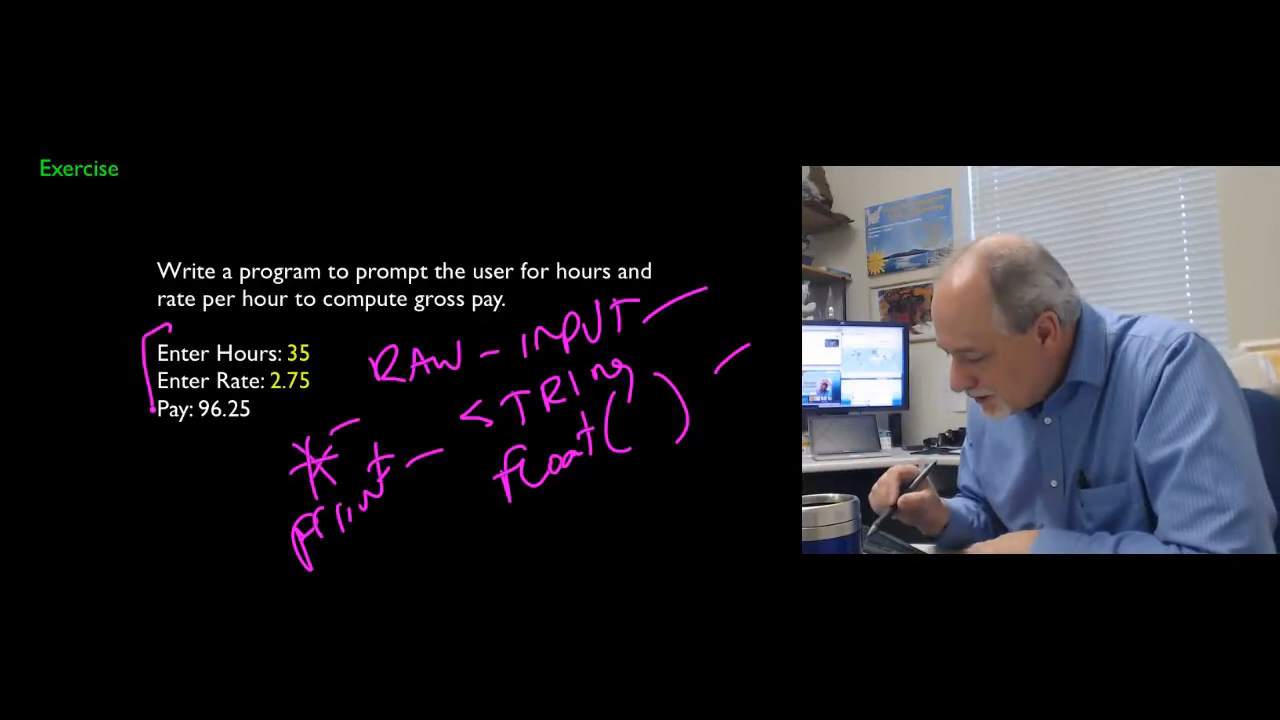 Exercise
Write a program to prompt the user for hours and
rate per hour to compute gross pay.
Enter Hours: 35
Enter Rate: 2.75
Pay: 96.25
RAW - INPUT
STRIng
float( )
*
print